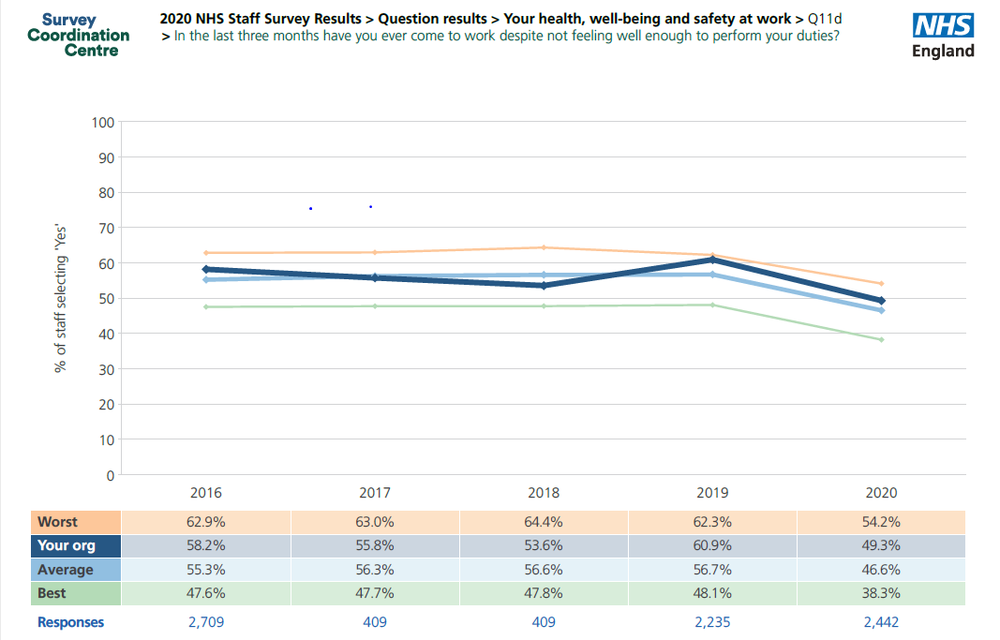 Survey
Coordination
Centre
2020 NHS Staff Survey Results > Question results > Your health, well-being and safety at work > Q11d
> In the last three months have you ever come to work despite not feeling well enough to perform your duties?
NHS
England
% of staff selecting 'Yes'
100
90
80
70
60
50
40
30
20
10
0
2016 2017 2018 2019 2020
Worst 62.9% 63.0% 64.4% 62.3% 54.2%
Your org 58.2% 55.8% 53.6% 60.9% 49.3%
Average 55.3% 56.3% 56.6% 56.7% 46.6%
Best 47.6% 47.7% 47.8% 48.1% 38.3%
Responses 2,709 409 409 2,235 2,442